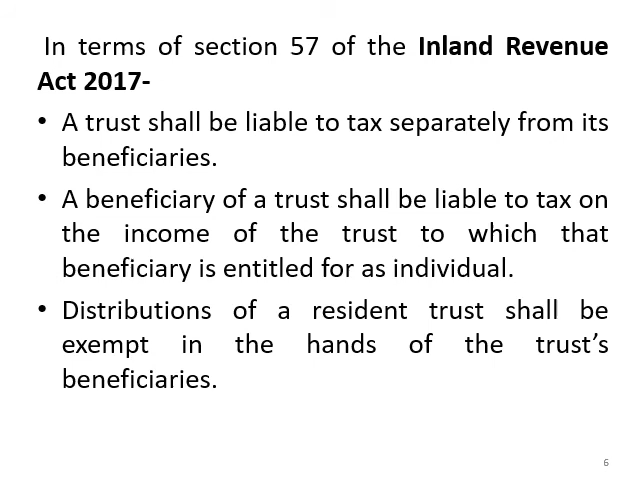 In terms of section 57 of the Inland Revenue
Act 2017-
• A trust shall be liable to tax separately from its
beneficiaries.
• A beneficiary of a trust shall be liable to tax on
the income of the trust to which that
beneficiary is entitled for as individual.
• Distributions of a resident trust shall be
exempt in the hands of the trust’s
beneficiaries.
6